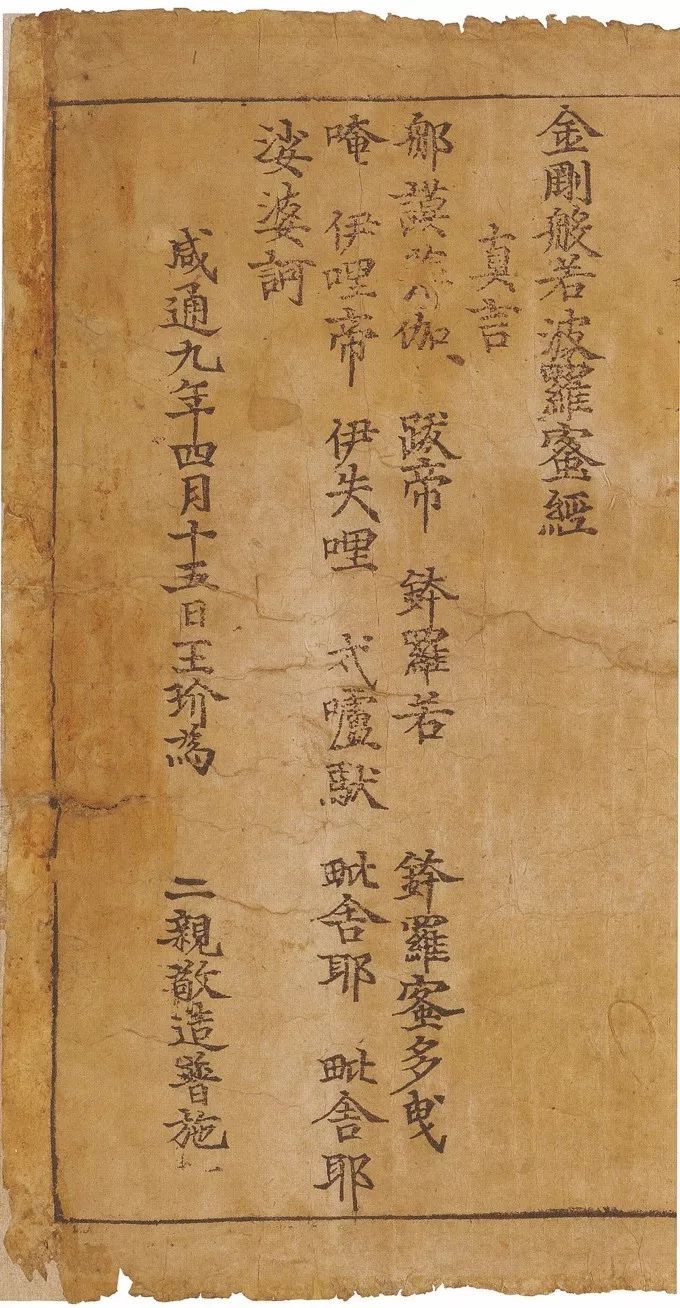 金剛般若波羅蜜經
真言
那謨伽 跋帝 鉢羅若 鉢羅蜜多曳
唵 伊哩帝 伊失哩 戍嚧馱 毗舍耶 毗舍耶
娑婆訶
咸通九年四月十五日王玠為 二親敬造普施